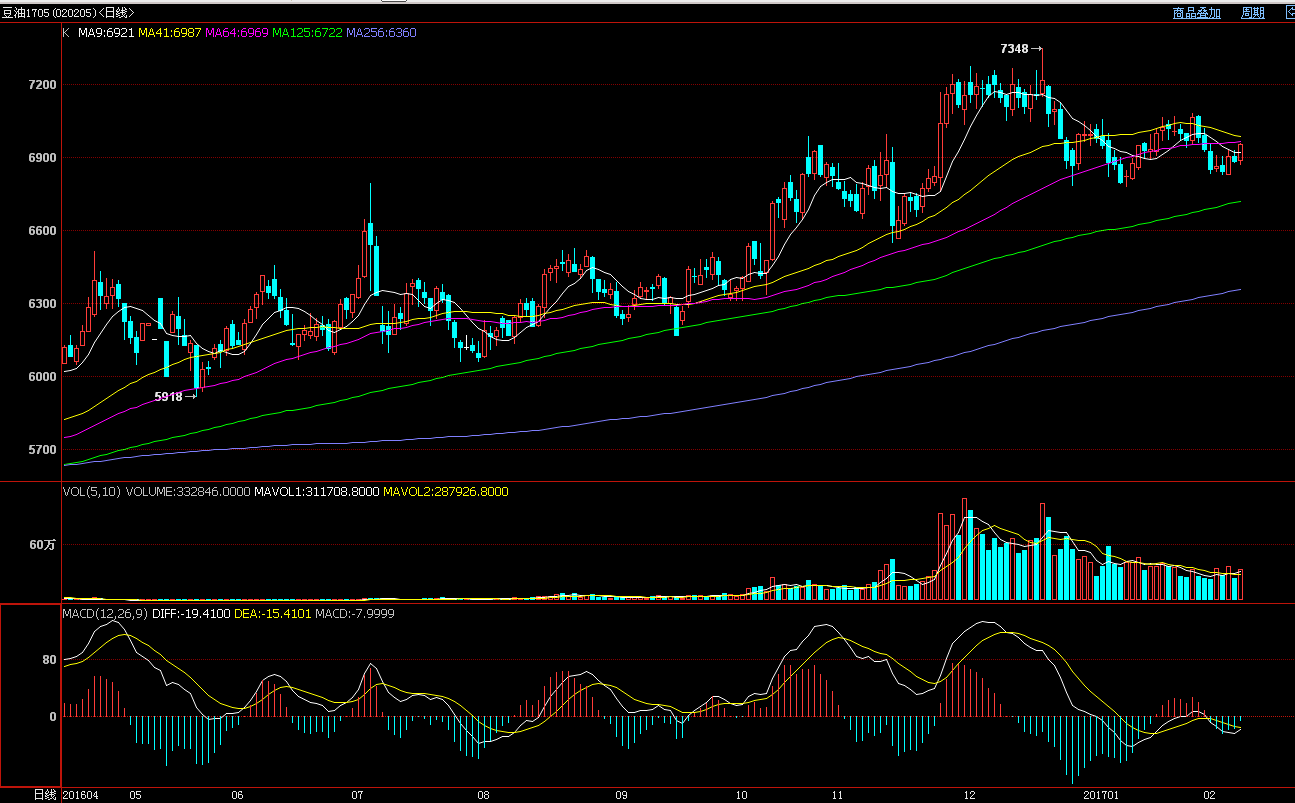 豆油1705(020205)<日线> 商品叠加 周期
K MA9:6921 MA41:6987 MA64:6969 MA125:6722 MA256:6360
7348→
7200
6900
6600
6300
6000
5918→
5700
VOL(5,10) VOLUME:332846.0000 MAVOL1:311708.8000 MAVOL2:287926.8000
60万
MACD(12,26,9) DIFF:-19.4100 DEA:-15.4101 MACD:-7.9999
80
0
日线 201604 05 06 07 08 09 10 11 12 201701 02